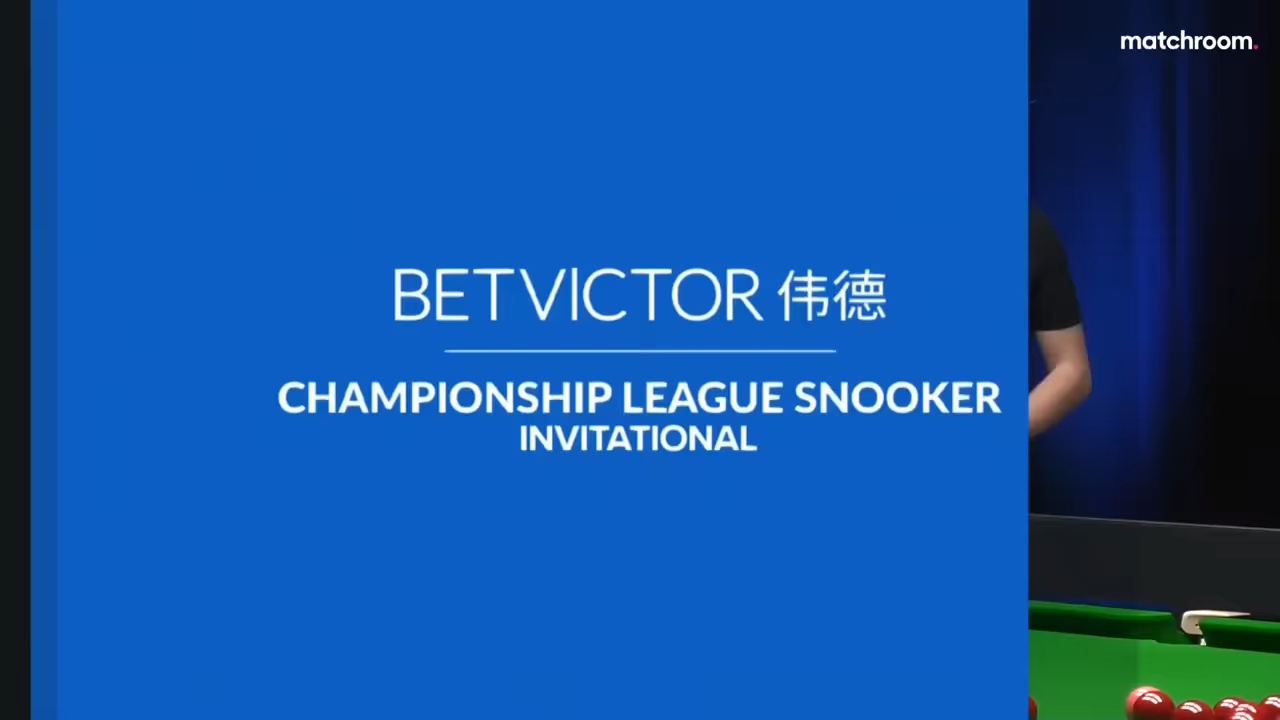 matchroom.
BETVICTOR 伟德
CHAMPIONSHIP LEAGUE SNOOKER
INVITATIONAL